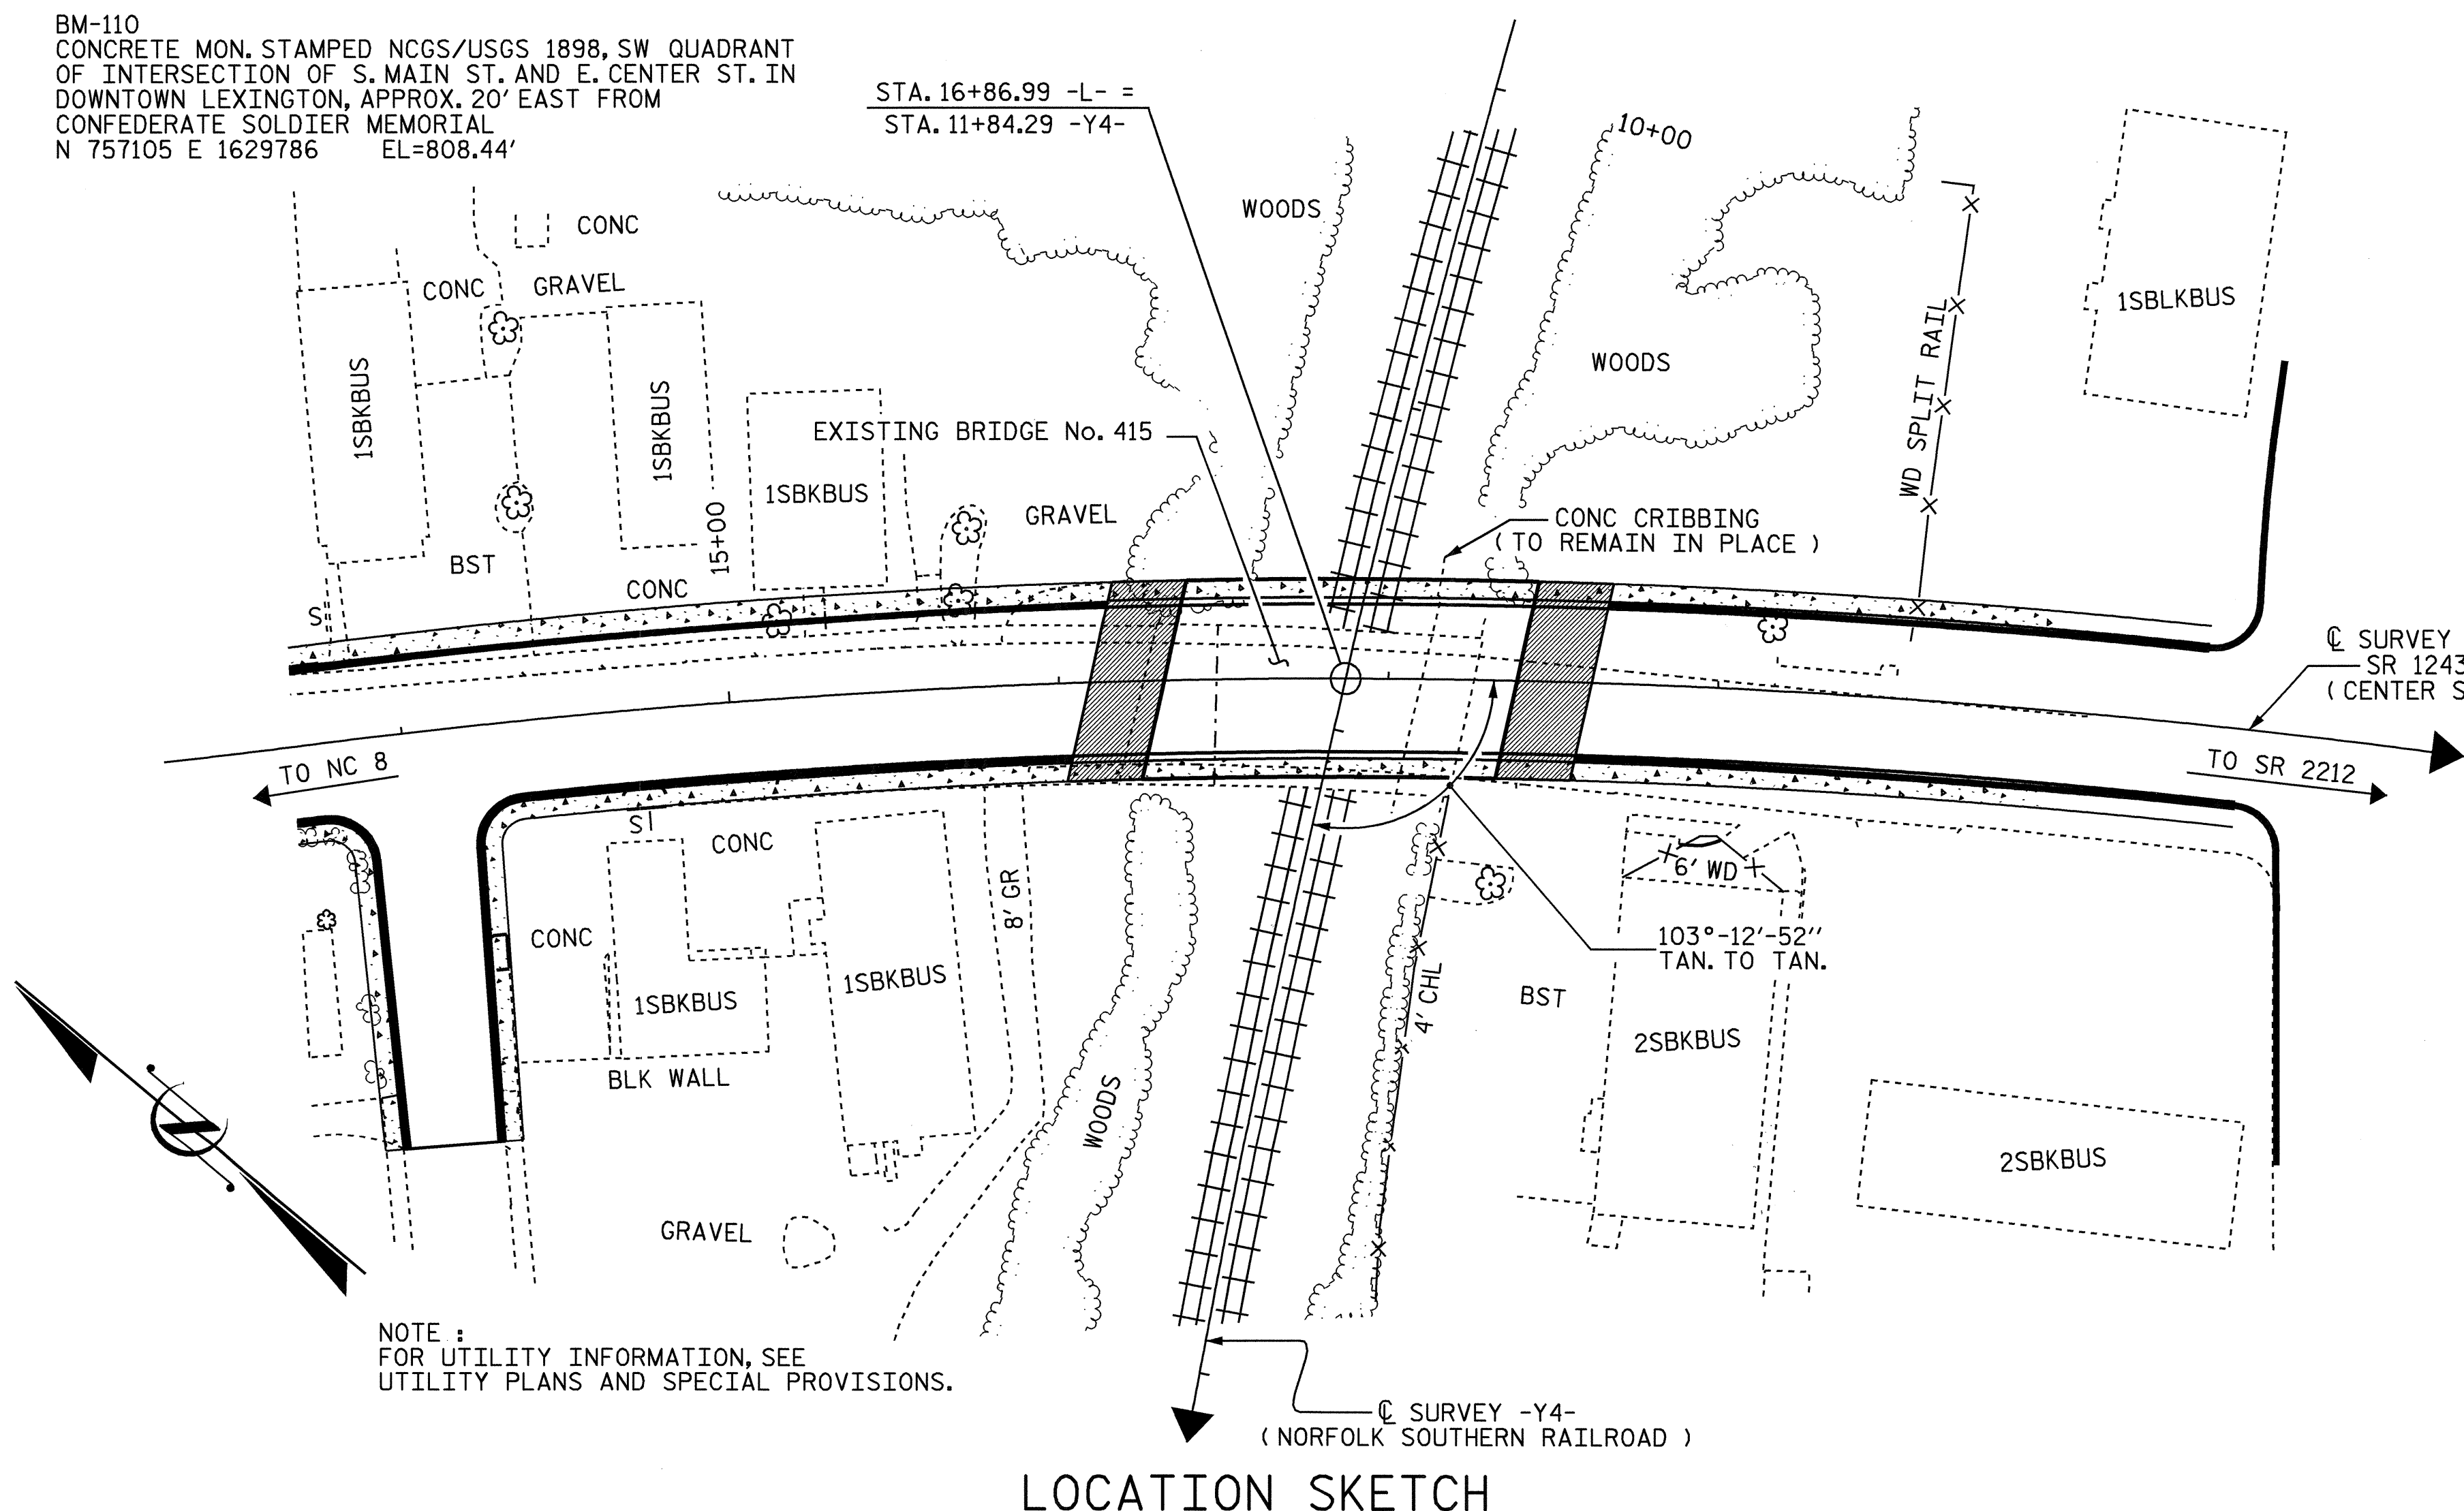 BM-110
CONCRETE MON. STAMPED NCGS/USGS 1898, SW QUADRANT
OF INTERSECTION OF S. MAIN ST. AND E. CENTER ST. IN
DOWNTOWN LEXINGTON, APPROX. 20' EAST FROM
CONFEDERATE SOLDIER MEMORIAL
N 757105 E 1629786 EL=808.44'
STA. 16+86.99 -L- =
STA. 11+84.29 -Y4-
10+00
WOODS
CONC
CONC
GRAVEL
1SBLKBUS
WD SPLIT RAIL
WOODS
1SBKBUS
1SBKBUS
EXISTING BRIDGE No. 415
1SBKBUS
15+00
GRAVEL
CONC CRIBBING
( TO REMAIN IN PLACE )
BST
CONC
S
℄ SURVEY
SR 1243
( CENTER S
TO NC 8
TO SR 2212
S
CONC
8' GR
6' WD
CONC
103°-12'-52''
TAN. TO TAN.
1SBKBUS
1SBKBUS
4' CHL
BST
2SBKBUS
BLK WALL
WOODS
2SBKBUS
GRAVEL
NOTE :
FOR UTILITY INFORMATION, SEE
UTILITY PLANS AND SPECIAL PROVISIONS.
℄ SURVEY -Y4-
( NORFOLK SOUTHERN RAILROAD )
LOCATION SKETCH